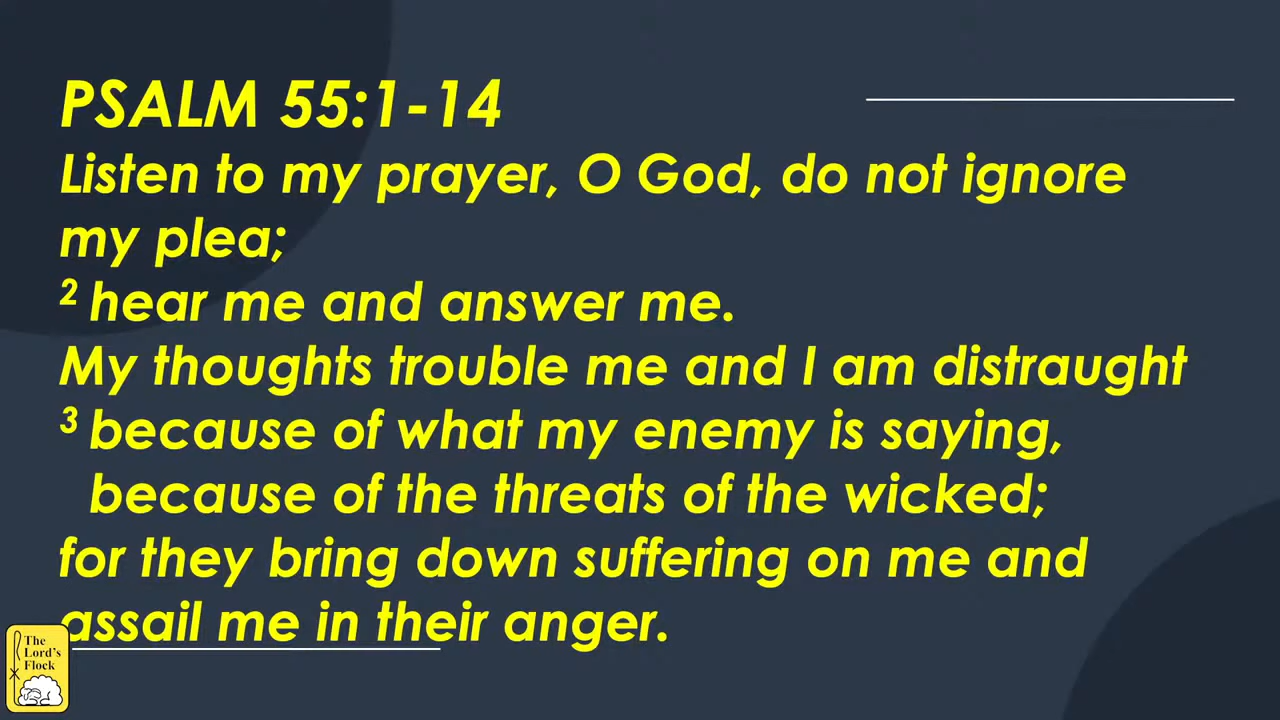 PSALM 55:1-14
Listen to my prayer, O God, do not ignore
my plea;
2 hear me and answer me.
My thoughts trouble me and I am distraught
3 because of what my enemy is saying,
because of the threats of the wicked;
for they bring down suffering on me and
assail me in their anger.
The
Lord's
Flock